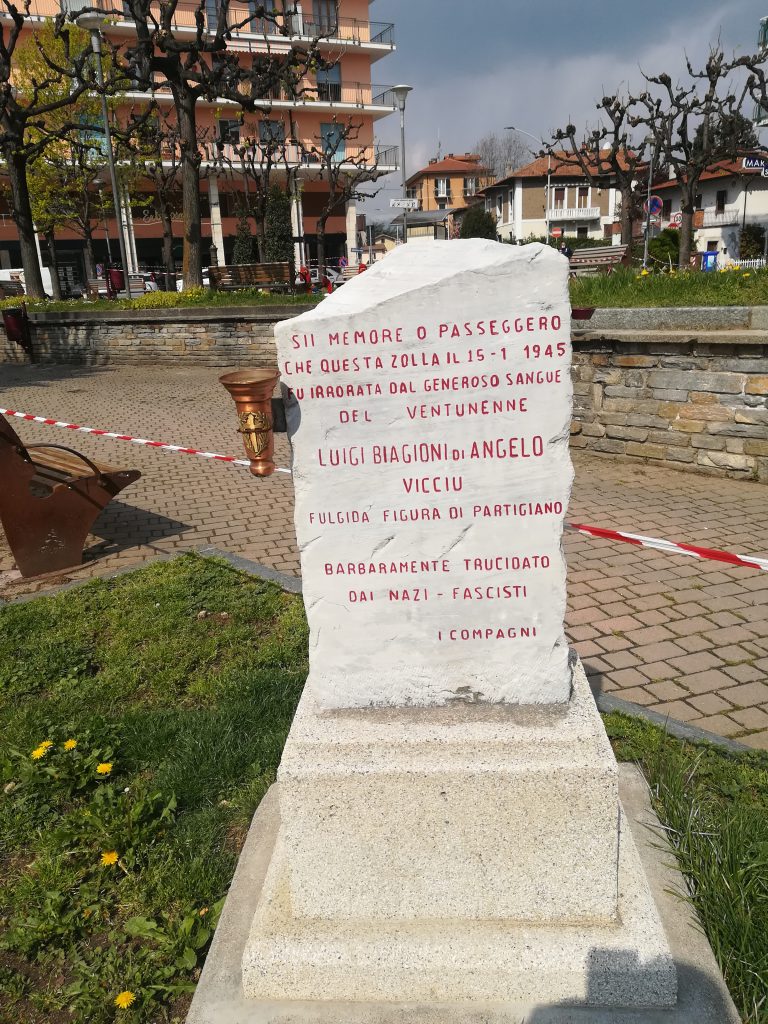 SII MEMORE O PASSEGGERO
CHE QUESTA ZOLLA IL 15-1 1945
FU IRRORATA DAL GENEROSO SANGUE
DEL VENTUNENNE
LUIGI BIAGIONI DI ANGELO
VICCIU
FULGIDA FIGURA DI PARTIGIANO
BARBARAMENTE TRUCIDATO
DAI NAZI - FASCISTI
I COMPAGNI
MAK